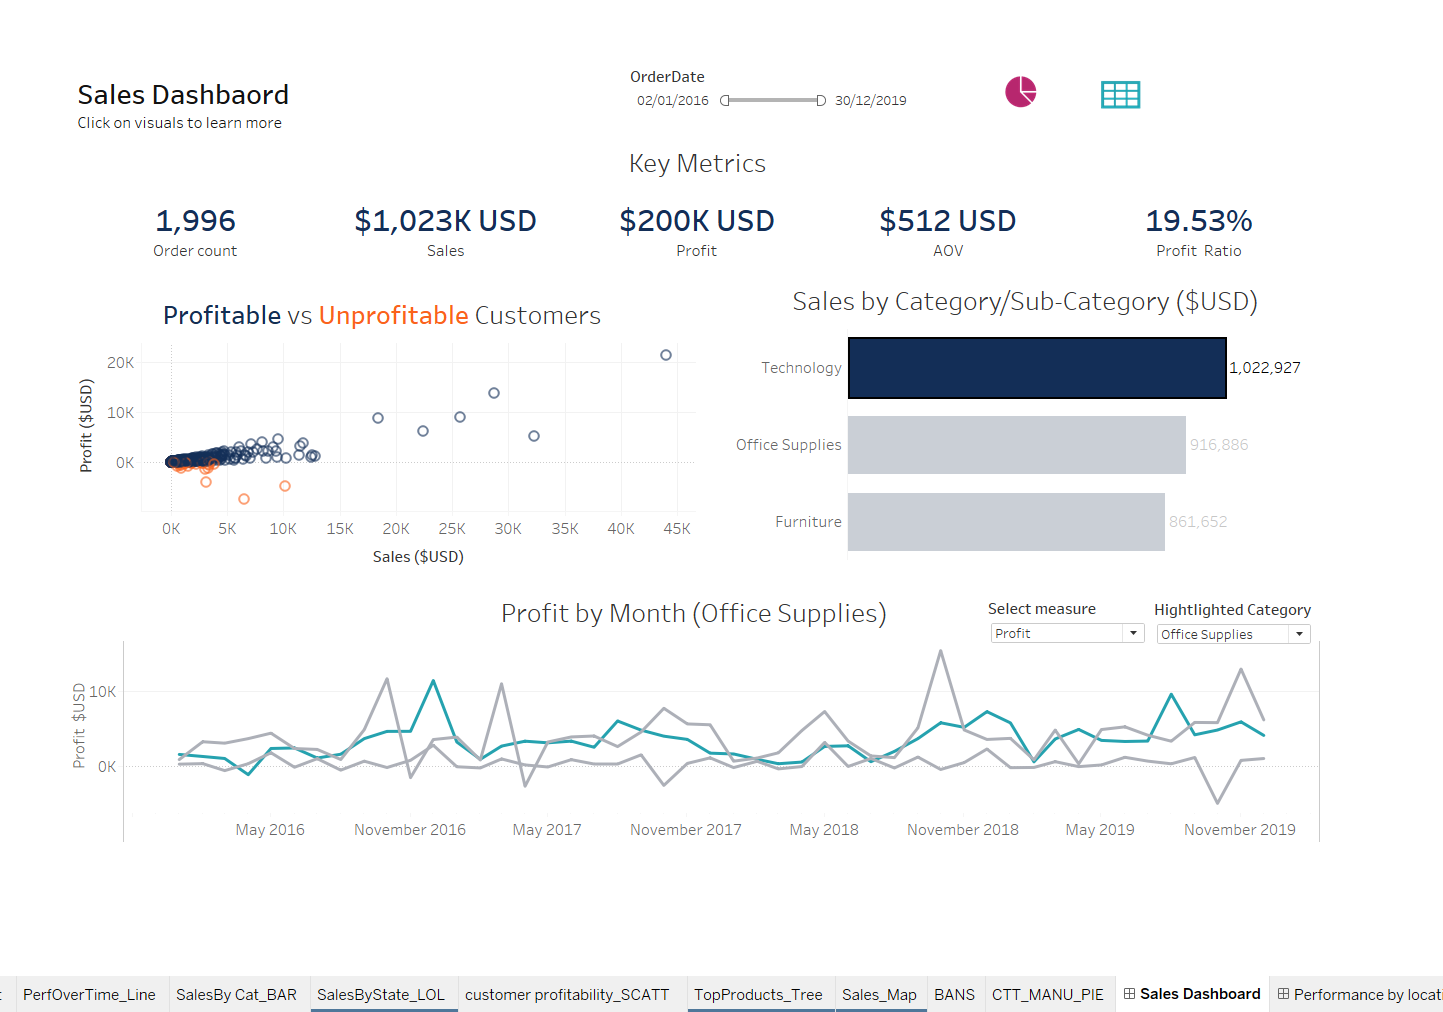 Sales Dashbaord
Click on visuals to learn more
OrderDate
02/01/2016 30/12/2019
Key Metrics
1,996 $1,023K USD $200K USD $512 USD 19.53%
Order count Sales Profit AOV Profit Ratio
Profitable vs Unprofitable Customers
20K
10K
0K
Profit ($USD)
0K 5K 10K 15K 20K 25K 30K 35K 40K 45K
Sales ($USD)
Sales by Category/Sub-Category ($USD)
Technology 1,022,927
Office Supplies 916,886
Furniture 861,652
Profit by Month (Office Supplies)
Select measure
Profit
Hightlighted Category
Office Supplies
Profit $USD
10K
0K
May 2016 November 2016 May 2017 November 2017 May 2018 November 2018 May 2019 November 2019
PerfOverTime_Line SalesBy Cat_BAR SalesByState_LOL customer profitability_SCATT TopProducts_Tree Sales_Map BANS CTT_MANU_PIE Sales Dashboard Performance by locati